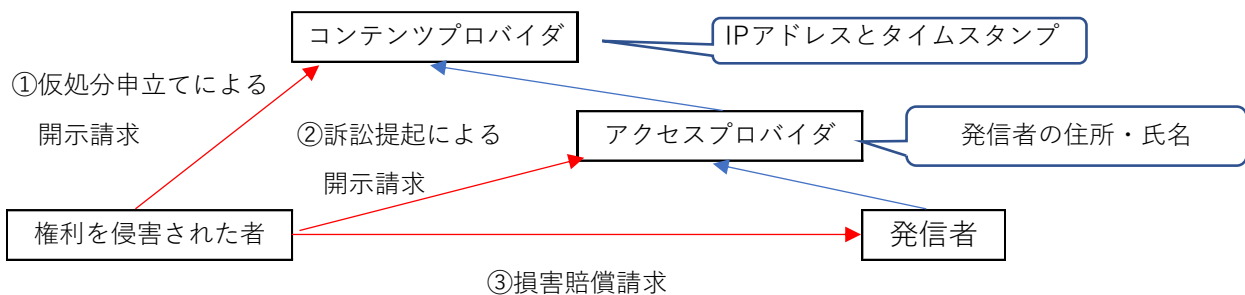 コンテンツプロバイダ
IPアドレスとタイムスタンプ
①仮処分申立てによる
開示請求
②訴訟提起による
開示請求
アクセスプロバイダ
発信者の住所・氏名
権利を侵害された者
発信者
③損害賠償請求